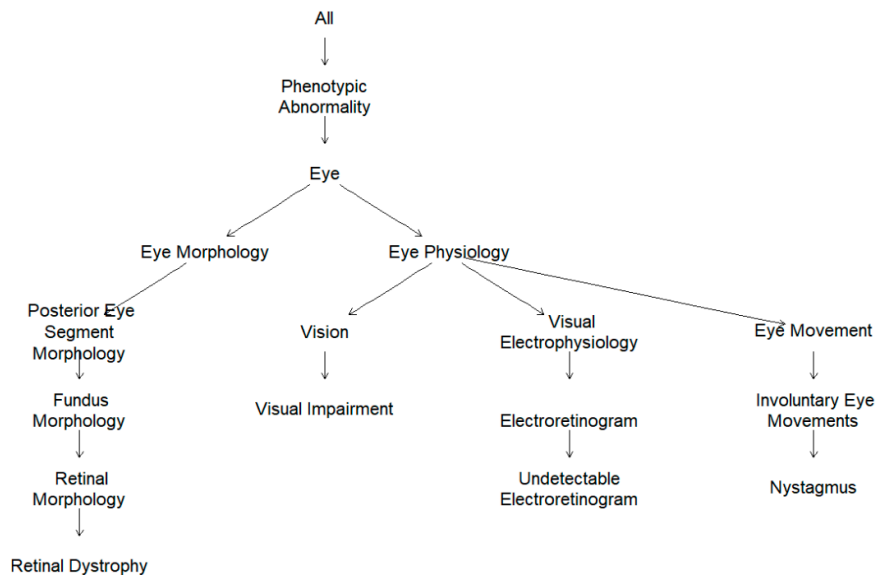 All
Phenotypic
Abnormality
Eye
Eye Morphology
Eye Physiology
Posterior Eye
Segment
Morphology
Vision
Visual
Electrophysiology
Eye Movement
Fundus
Morphology
Visual Impairment
Electroretinogram
Involuntary Eye
Movements
Retinal
Morphology
Undetectable
Electroretinogram
Nystagmus
Retinal Dystrophy